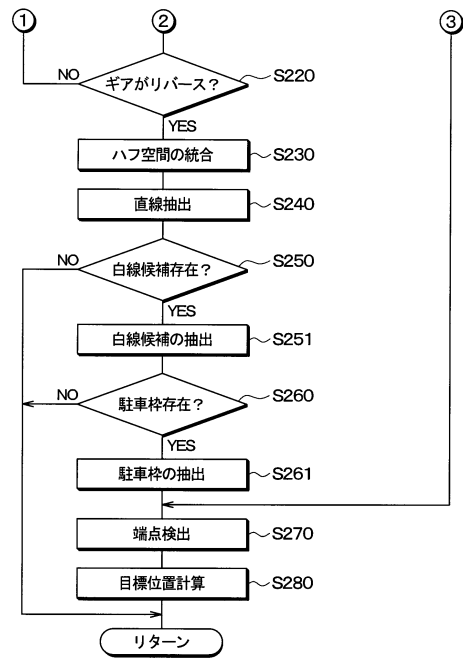 ① ② ③
NO ギアがリバース？ S220
YES
ハフ空間の統合 S230
直線抽出 S240
NO 白線候補存在？ S250
YES
白線候補の抽出 S251
NO 駐車枠存在？ S260
YES
駐車枠の抽出 S261
端点検出 S270
目標位置計算 S280
リターン